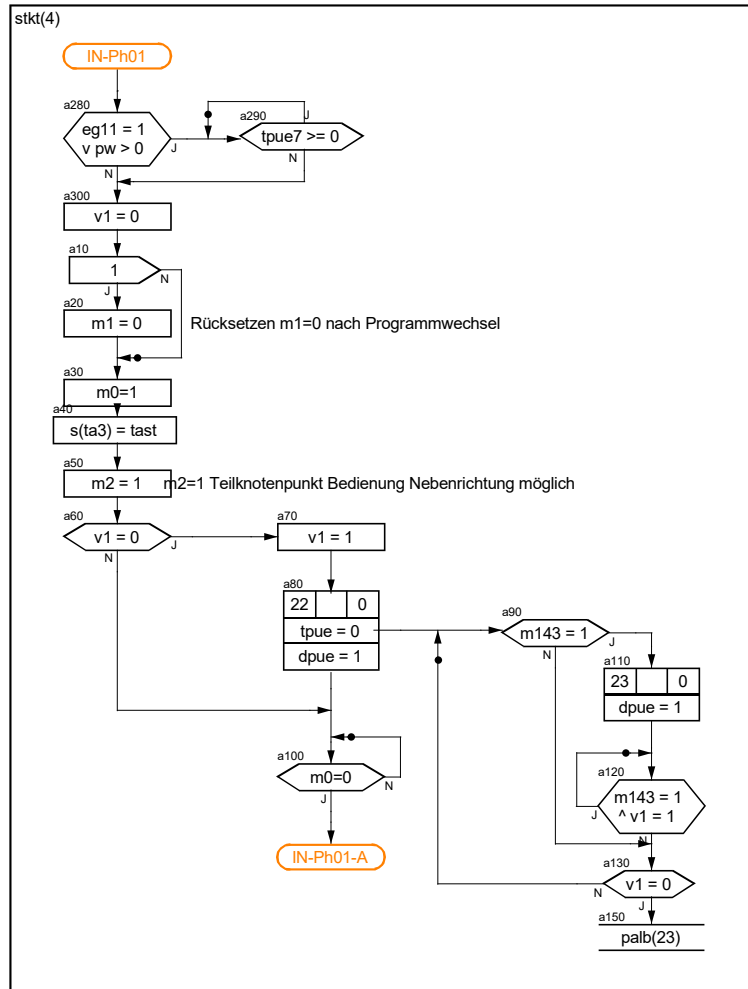 stkt(4)
IN-Ph01
a280
eg11 = 1
v pw > 0
J
N
a290
tpue7 >= 0
J
N
a300
v1 = 0
a10
1
N
J
a20
m1 = 0
Rücksetzen m1=0 nach Programmwechsel
a30
m0=1
a40
s(ta3) = tast
a50
m2 = 1
m2=1 Teilknotenpunkt Bedienung Nebenrichtung möglich
a60
v1 = 0
J
N
a70
v1 = 1
a80
22 0
tpue = 0
dpue = 1
a90
m143 = 1
J
N
a110
23 0
dpue = 1
a120
m143 = 1
^ v1 = 1
J
N
a100
m0=0
N
J
IN-Ph01-A
a130
v1 = 0
N
J
a150
palb(23)